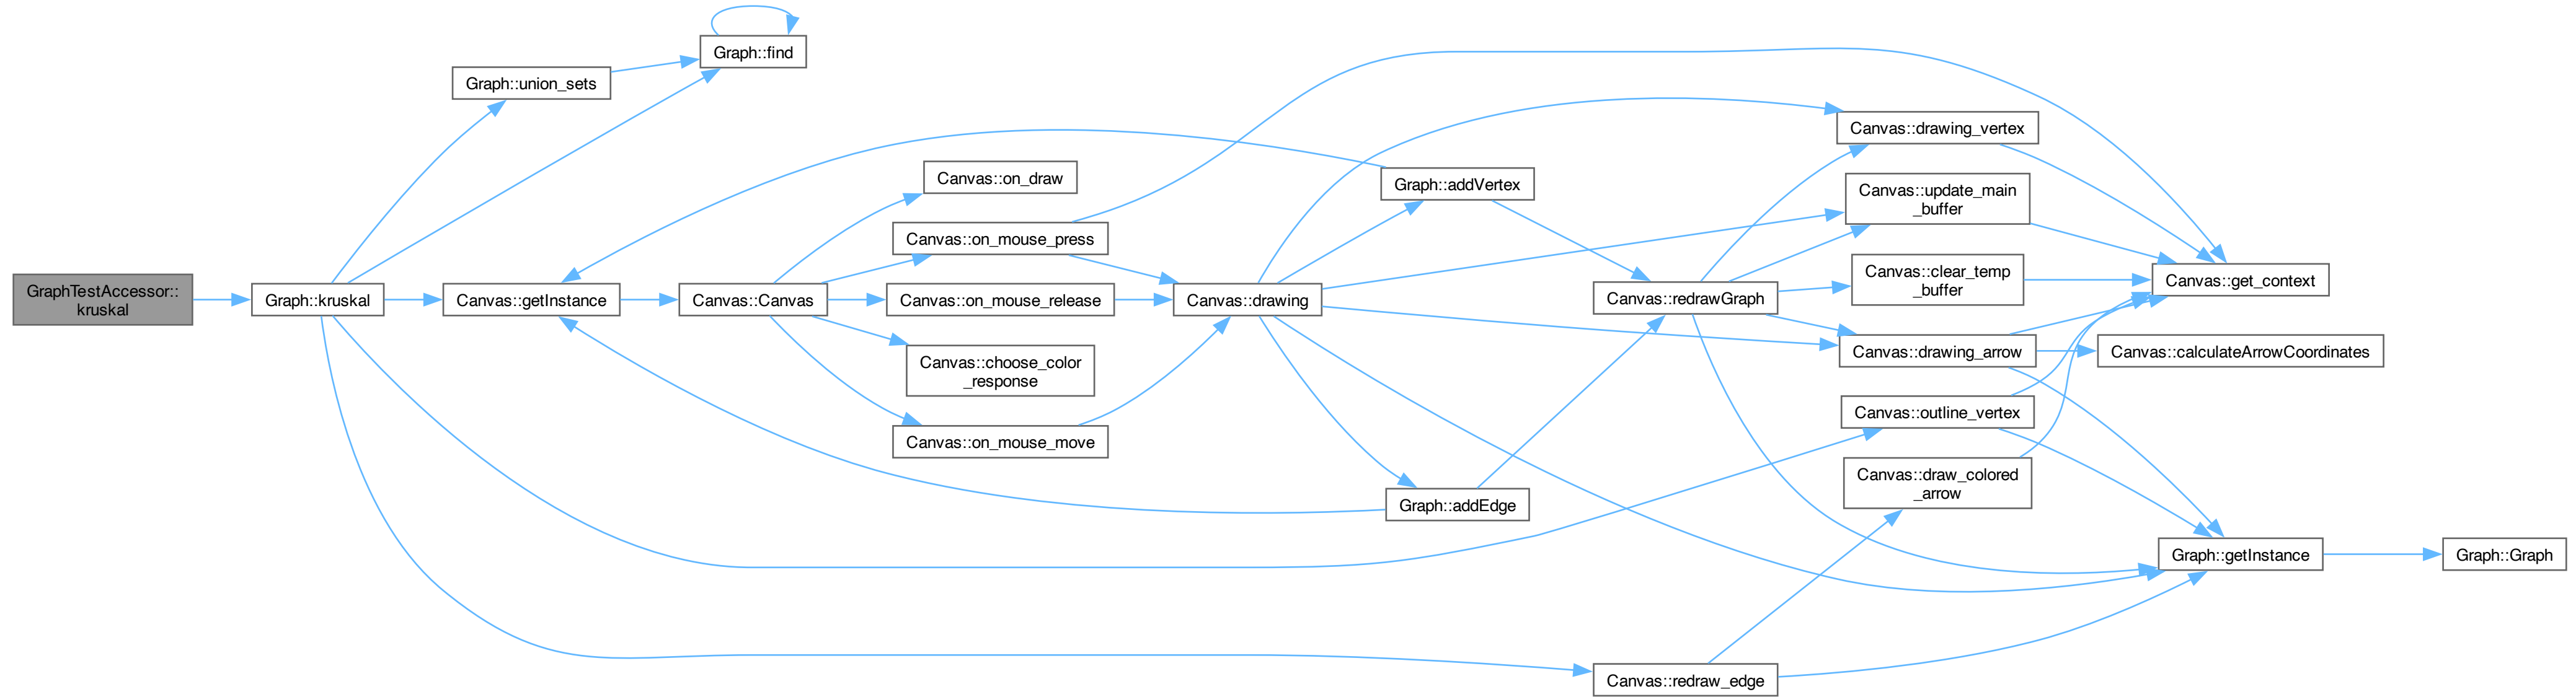 GraphTestAccessor::
kruskal
Graph::kruskal
Graph::union_sets
Graph::find
Canvas::getInstance
Canvas::Canvas
Canvas::on_draw
Canvas::on_mouse_press
Canvas::on_mouse_release
Canvas::choose_color
_response
Canvas::on_mouse_move
Canvas::drawing
Graph::addVertex
Graph::addEdge
Canvas::redrawGraph
Canvas::redraw_edge
Canvas::drawing_vertex
Canvas::update_main
_buffer
Canvas::clear_temp
_buffer
Canvas::drawing_arrow
Canvas::outline_vertex
Canvas::draw_colored
_arrow
Canvas::get_context
Canvas::calculateArrowCoordinates
Graph::getInstance
Graph::Graph